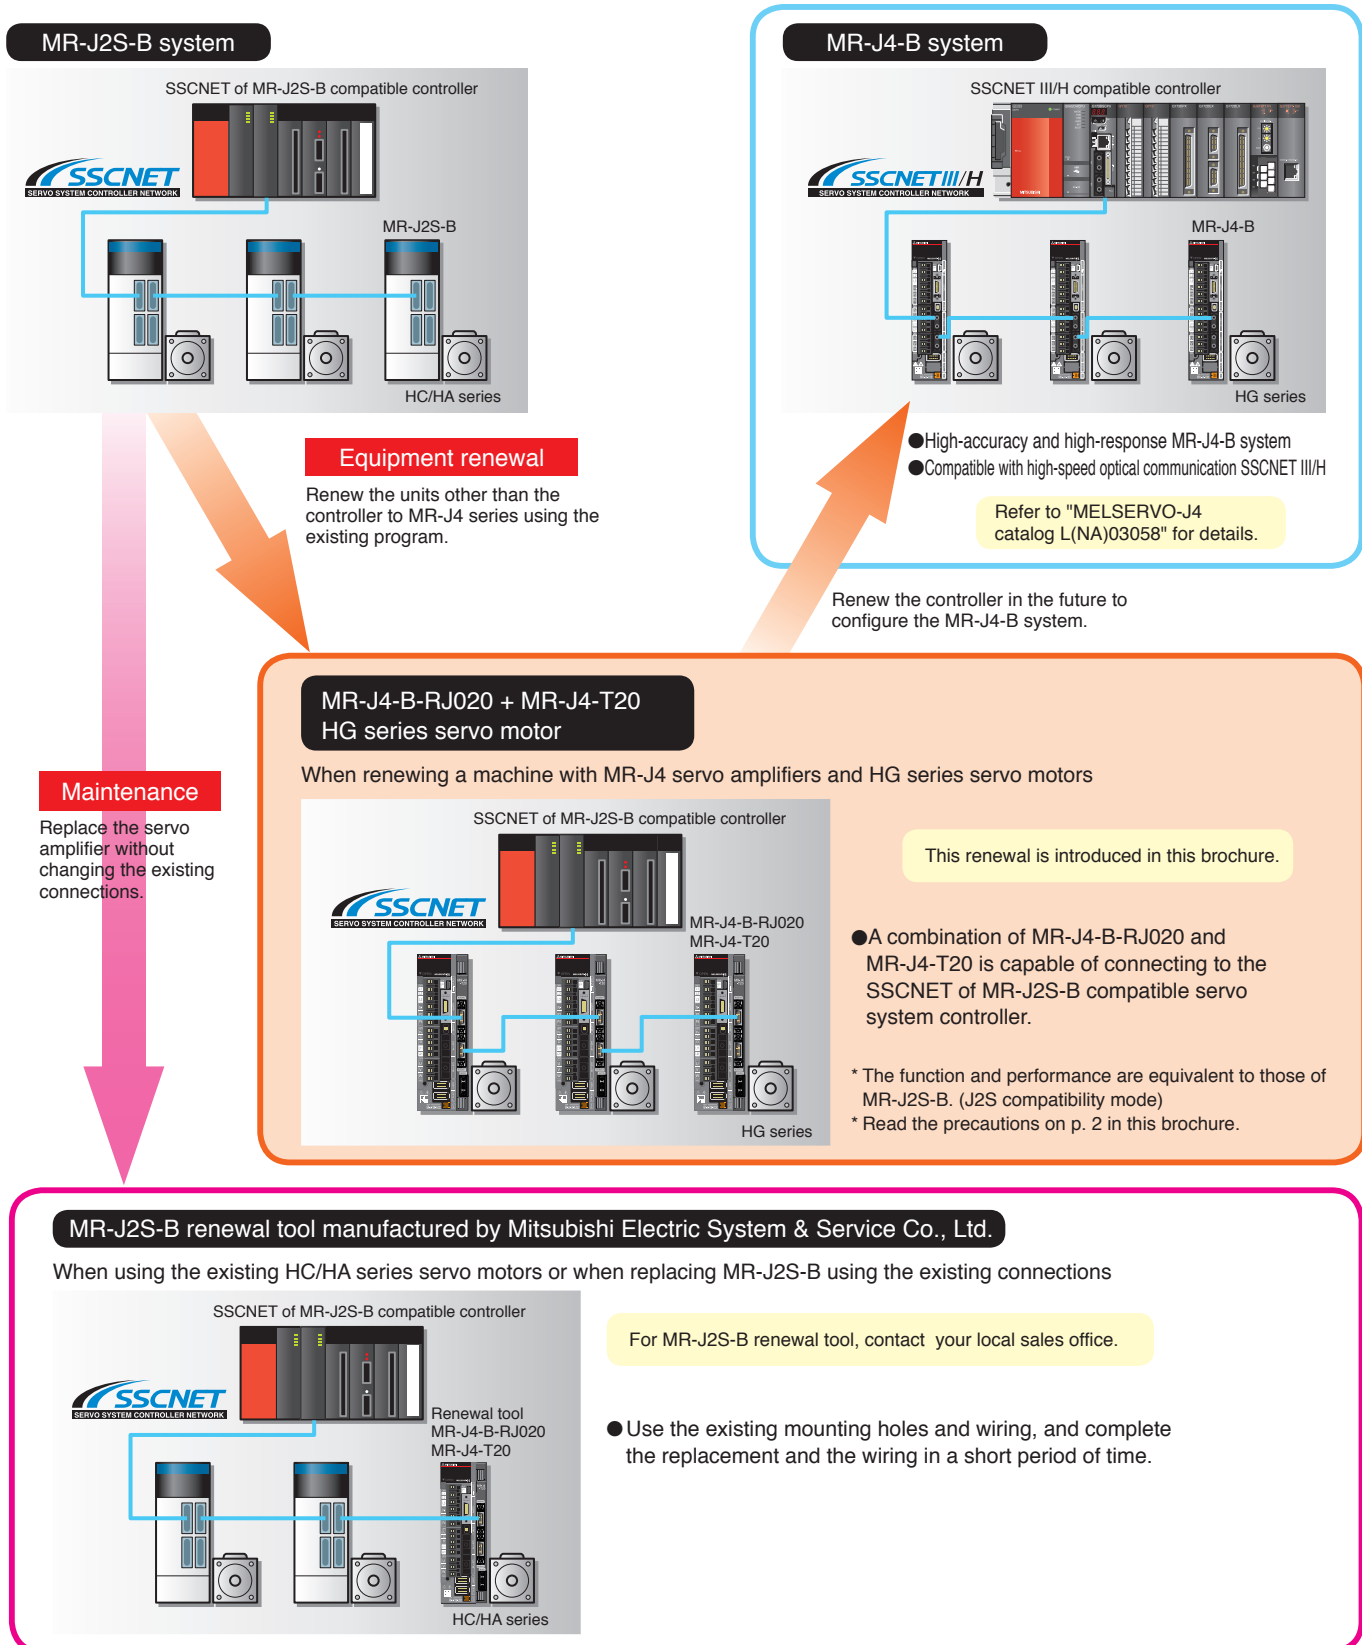 MR-J2S-B system
SSCNET of MR-J2S-B compatible controller
SSCNET
SERVO SYSTEM CONTROLLER NETWORK
MR-J2S-B
HC/HA series
MR-J4-B system
SSCNET III/H compatible controller
SSCNET III/H
SERVO SYSTEM CONTROLLER NETWORK
MR-J4-B
HG series
●High-accuracy and high-response MR-J4-B system
●Compatible with high-speed optical communication SSCNET III/H
Refer to "MELSERVO-J4
catalog L(NA)03058" for details.
Equipment renewal
Renew the units other than the
controller to MR-J4 series using the
existing program.
Renew the controller in the future to
configure the MR-J4-B system.
MR-J4-B-RJ020 + MR-J4-T20
HG series servo motor
When renewing a machine with MR-J4 servo amplifiers and HG series servo motors
SSCNET of MR-J2S-B compatible controller
SSCNET
SERVO SYSTEM CONTROLLER NETWORK
MR-J4-B-RJ020
MR-J4-T20
HG series
This renewal is introduced in this brochure.
●A combination of MR-J4-B-RJ020 and
MR-J4-T20 is capable of connecting to the
SSCNET of MR-J2S-B compatible servo
system controller.
* The function and performance are equivalent to those of
MR-J2S-B. (J2S compatibility mode)
* Read the precautions on p. 2 in this brochure.
Maintenance
Replace the servo
amplifier without
changing the existing
connections.
MR-J2S-B renewal tool manufactured by Mitsubishi Electric System & Service Co., Ltd.
When using the existing HC/HA series servo motors or when replacing MR-J2S-B using the existing connections
SSCNET of MR-J2S-B compatible controller
SSCNET
SERVO SYSTEM CONTROLLER NETWORK
Renewal tool
MR-J4-B-RJ020
MR-J4-T20
HC/HA series
For MR-J2S-B renewal tool, contact your local sales office.
● Use the existing mounting holes and wiring, and complete
the replacement and the wiring in a short period of time.